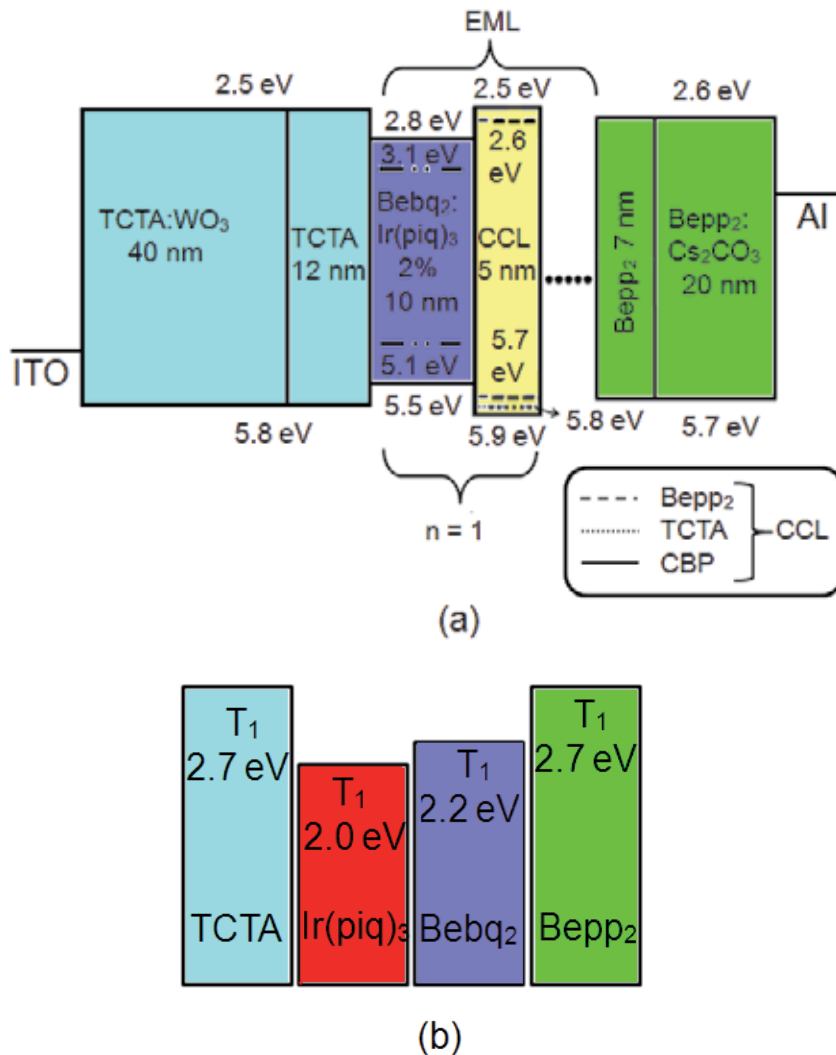 EML
2.5 eV
2.5 eV
2.6 eV
2.8 eV
3.1 eV
2.6
eV
TCTA:WO₃
40 nm
TCTA
12 nm
Bebq₂:
Ir(piq)₃
2%
10 nm
CCL
5 nm
Bepp₂ 7 nm
Bepp₂:
Cs₂CO₃
20 nm
Al
ITO
5.1 eV
5.7
eV
5.8 eV
5.5 eV
5.9 eV
5.8 eV
5.7 eV
n = 1
Bepp₂
TCTA
CBP
CCL
(a)
T₁
2.7 eV
TCTA
T₁
2.0 eV
Ir(piq)₃
T₁
2.2 eV
Bebq₂
T₁
2.7 eV
Bepp₂
(b)